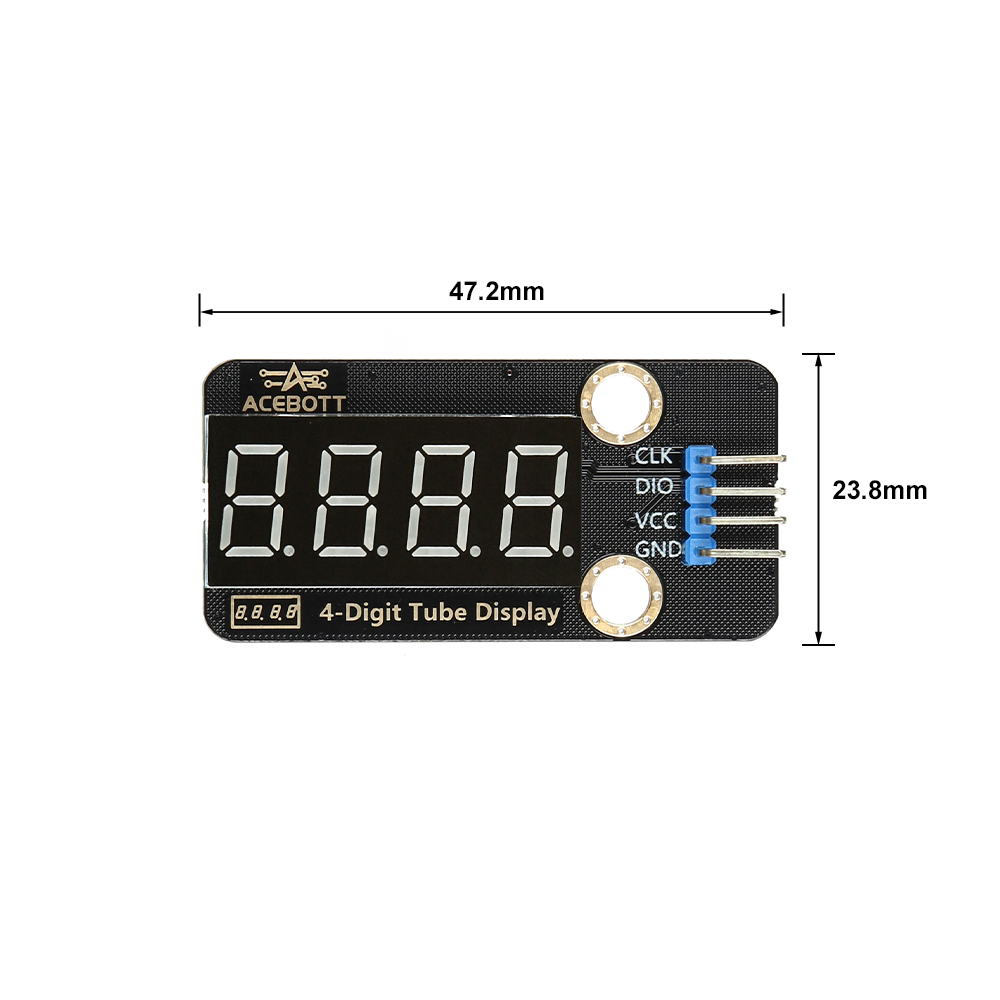 47.2mm
ACEBOTT
CLK
DIO
VCC
GND
23.8mm
8.8.8.8
4-Digit Tube Display